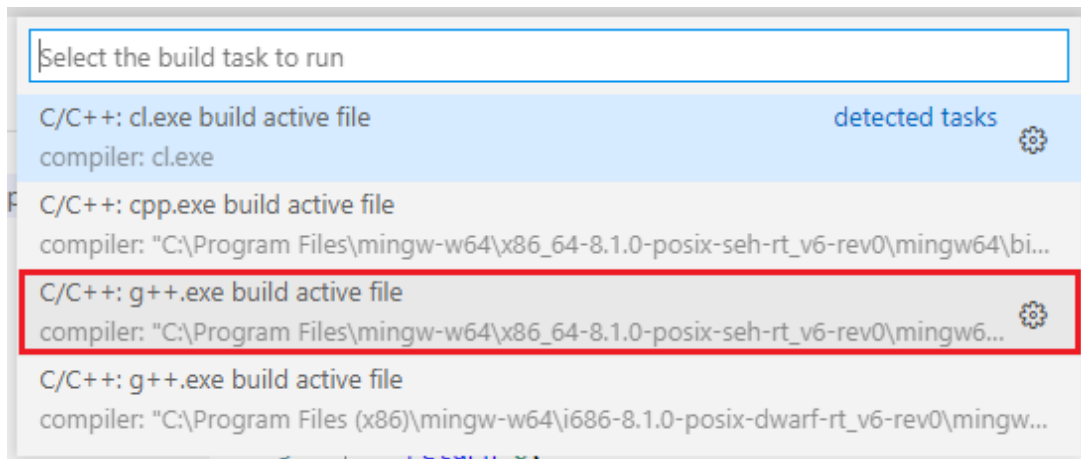 Select the build task to run
C/C++: cl.exe build active file detected tasks
compiler: cl.exe
C/C++: cpp.exe build active file
compiler: "C:\Program Files\mingw-w64\x86_64-8.1.0-posix-seh-rt_v6-rev0\mingw64\bi...
C/C++: g++.exe build active file
compiler: "C:\Program Files\mingw-w64\x86_64-8.1.0-posix-seh-rt_v6-rev0\mingw6...
C/C++: g++.exe build active file
compiler: "C:\Program Files (x86)\mingw-w64\i686-8.1.0-posix-dwarf-rt_v6-rev0\mingw...